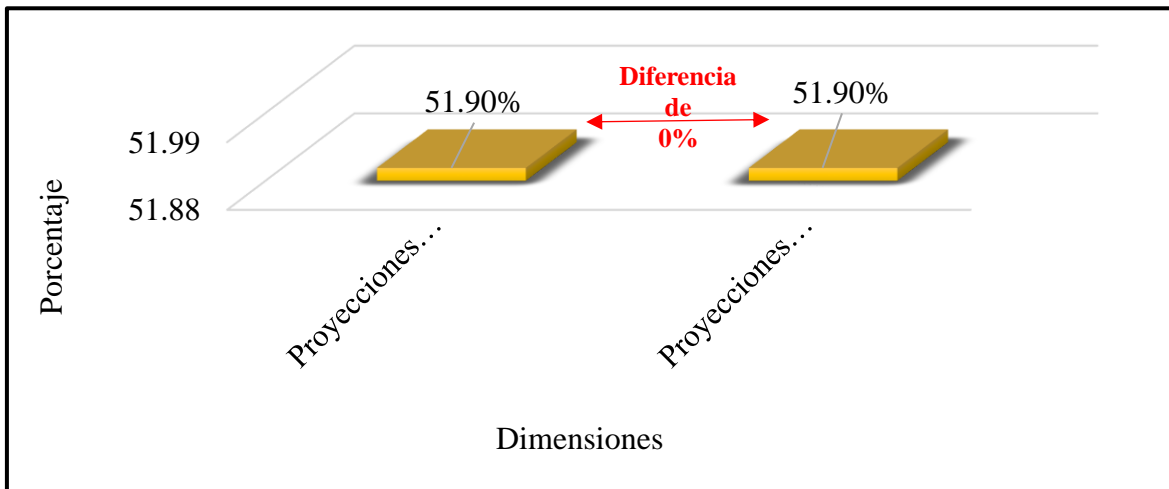 Diferencia
de
0%
51.90%
51.90%
51.99
51.88
Porcentaje
Proyecciones…
Proyecciones…
Dimensiones